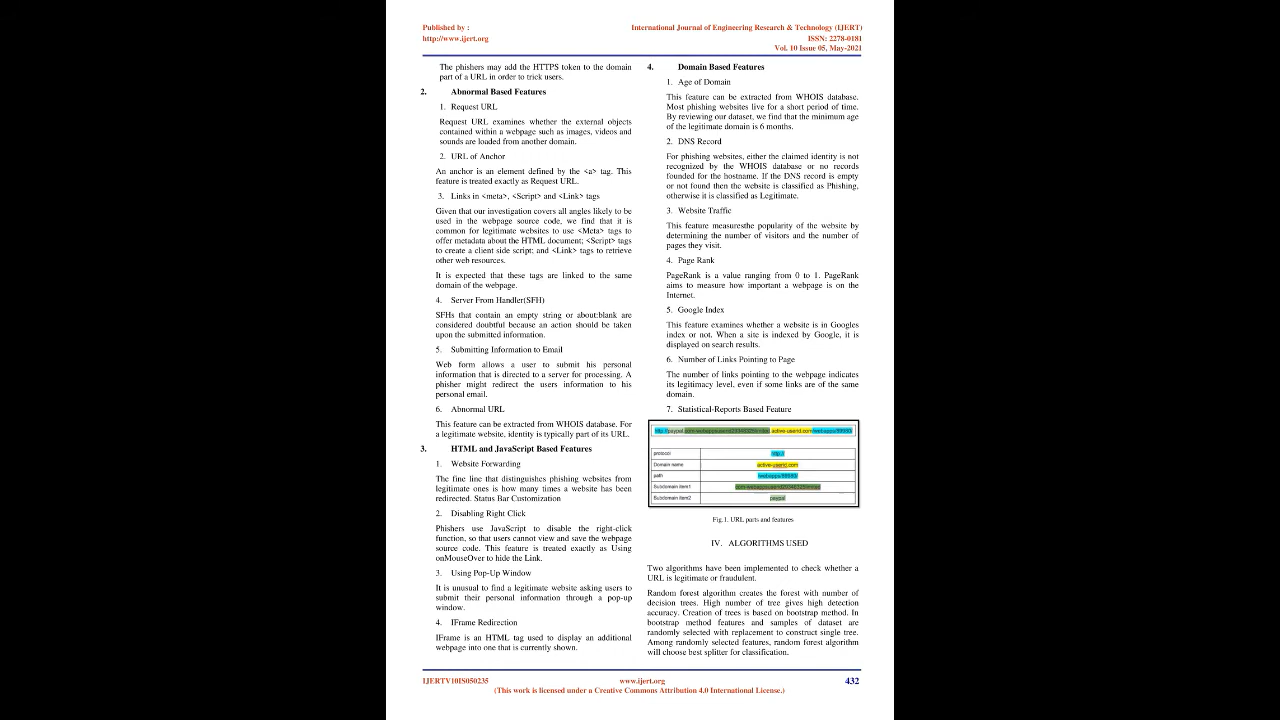 Published by :
http://www.ijert.org
International Journal of Engineering Research & Technology (IJERT)
ISSN: 2278-0181
Vol. 10 Issue 05, May-2021
The phishers may add the HTTPS token to the domain
part of a URL in order to trick users.
2. Abnormal Based Features
1. Request URL
Request URL examines whether the external objects
contained within a webpage such as images, videos and
sounds are loaded from another domain.
2. URL of Anchor
An anchor is an element defined by the <a> tag. This
feature is treated exactly as Request URL.
3. Links in <meta>, <Script> and <Link> tags
Given that our investigation covers all angles likely to be
used in the webpage source code, we find that it is
common for legitimate websites to use <Meta> tags to
offer metadata about the HTML document; <Script> tags
to create a client side script; and <Link> tags to retrieve
other web resources.
It is expected that these tags are linked to the same
domain of the webpage.
4. Server From Handler(SFH)
SFHs that contain an empty string or about:blank are
considered doubtful because an action should be taken
upon the submitted information.
5. Submitting Information to Email
Web form allows a user to submit his personal
information that is directed to a server for processing. A
phisher might redirect the users information to his
personal email.
6. Abnormal URL
This feature can be extracted from WHOIS database. For
a legitimate website, identity is typically part of its URL.
3. HTML and JavaScript Based Features
1. Website Forwarding
The fine line that distinguishes phishing websites from
legitimate ones is how many times a website has been
redirected. Status Bar Customization
2. Disabling Right Click
Phishers use JavaScript to disable the right-click
function, so that users cannot view and save the webpage
source code. This feature is treated exactly as Using
onMouseOver to hide the Link.
3. Using Pop-Up Window
It is unusual to find a legitimate website asking users to
submit their personal information through a pop-up
window.
4. IFrame Redirection
IFrame is an HTML tag used to display an additional
webpage into one that is currently shown.
4. Domain Based Features
1. Age of Domain
This feature can be extracted from WHOIS database.
Most phishing websites live for a short period of time.
By reviewing our dataset, we find that the minimum age
of the legitimate domain is 6 months.
2. DNS Record
For phishing websites, either the claimed identity is not
recognized by the WHOIS database or no records
founded for the hostname. If the DNS record is empty
or not found then the website is classified as Phishing,
otherwise it is classified as Legitimate.
3. Website Traffic
This feature measuresthe popularity of the website by
determining the number of visitors and the number of
pages they visit.
4. Page Rank
PageRank is a value ranging from 0 to 1. PageRank
aims to measure how important a webpage is on the
Internet.
5. Google Index
This feature examines whether a website is in Googles
index or not. When a site is indexed by Google, it is
displayed on search results.
6. Number of Links Pointing to Page
The number of links pointing to the webpage indicates
its legitimacy level, even if some links are of the same
domain.
7. Statistical-Reports Based Feature
protocol http://
Domain name active-userid.com
path /webapps/89980/
Subdomain item1
Subdomain item2 paypal
Fig.1. URL parts and features
IV. ALGORITHMS USED
Two algorithms have been implemented to check whether a
URL is legitimate or fraudulent.
Random forest algorithm creates the forest with number of
decision trees. High number of tree gives high detection
accuracy. Creation of trees is based on bootstrap method. In
bootstrap method features and samples of dataset are
randomly selected with replacement to construct single tree.
Among randomly selected features, random forest algorithm
will choose best splitter for classification.
IJERTV10IS050235
www.ijert.org
432
(This work is licensed under a Creative Commons Attribution 4.0 International License.)